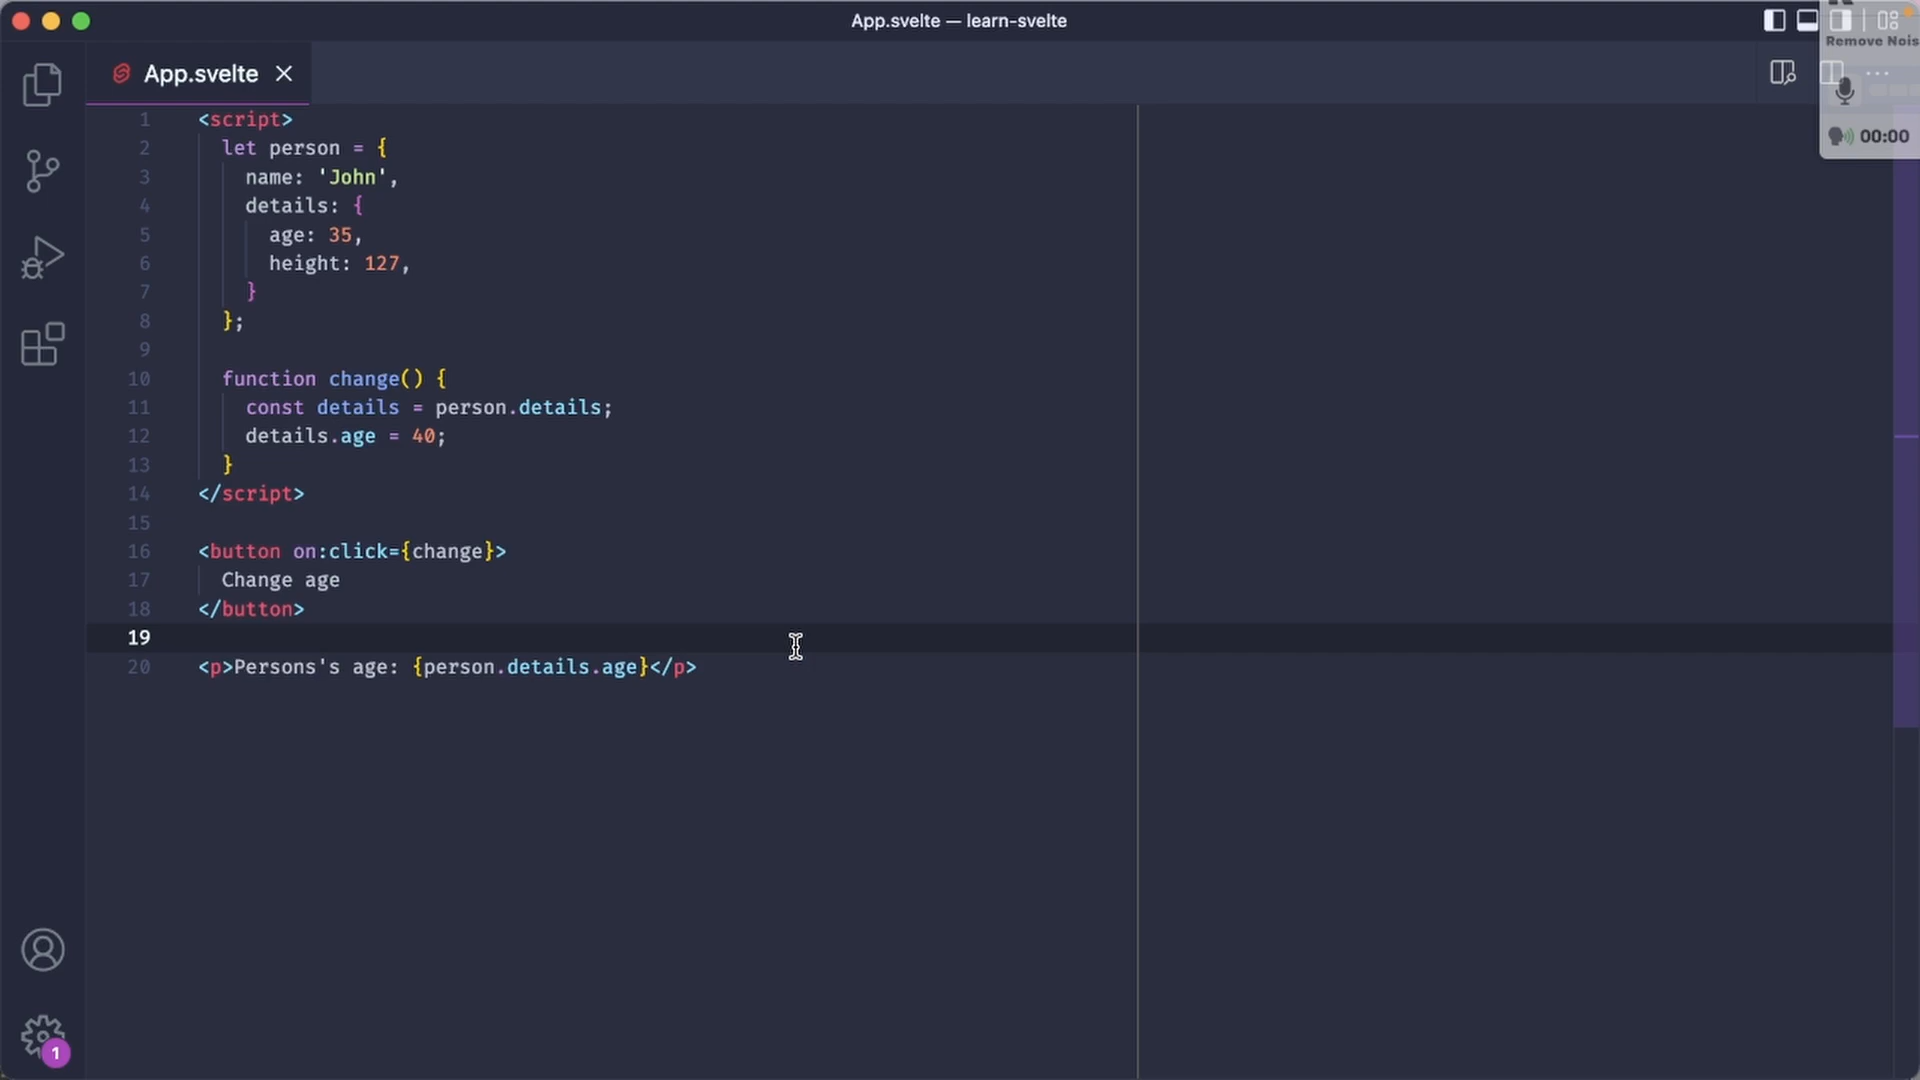 App.svelte — learn-svelte
Remove Nois
App.svelte
00:00
1 <script>
2 let person = {
3 name: 'John',
4 details: {
5 age: 35,
6 height: 127,
7 }
8 };
9
10 function change() {
11 const details = person.details;
12 details.age = 40;
13 }
14 </script>
15
16 <button on:click={change}>
17 Change age
18 </button>
19
20 <p>Persons's age: {person.details.age}</p>
1